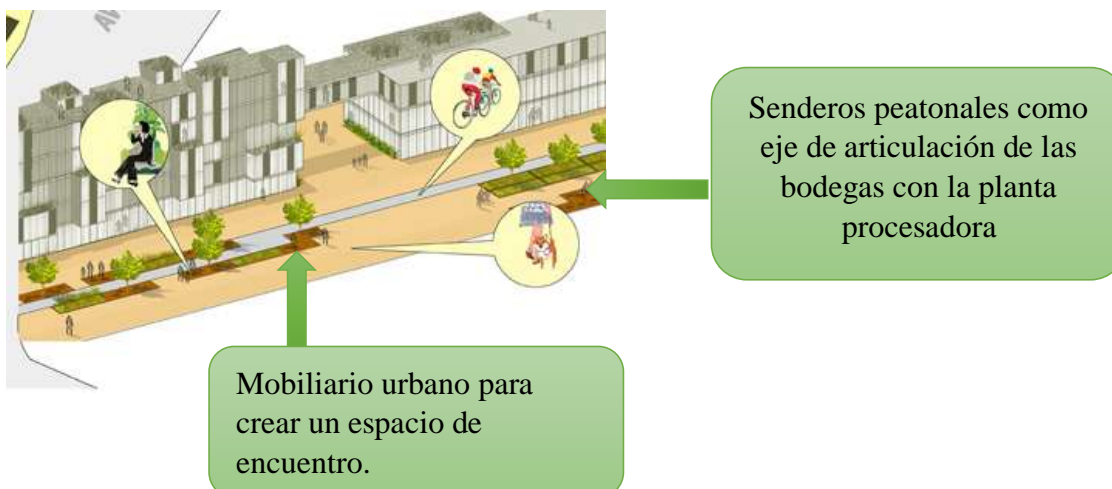 Senderos peatonales como
eje de articulación de las
bodegas con la planta
procesadora
Mobiliario urbano para
crear un espacio de
encuentro.